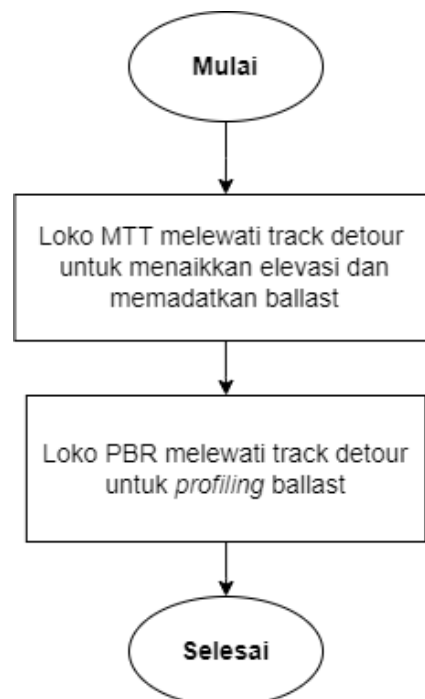 Mulai
Loko MTT melewati track detour
untuk menaikkan elevasi dan
memadatkan ballast
Loko PBR melewati track detour
untuk profiling ballast
Selesai